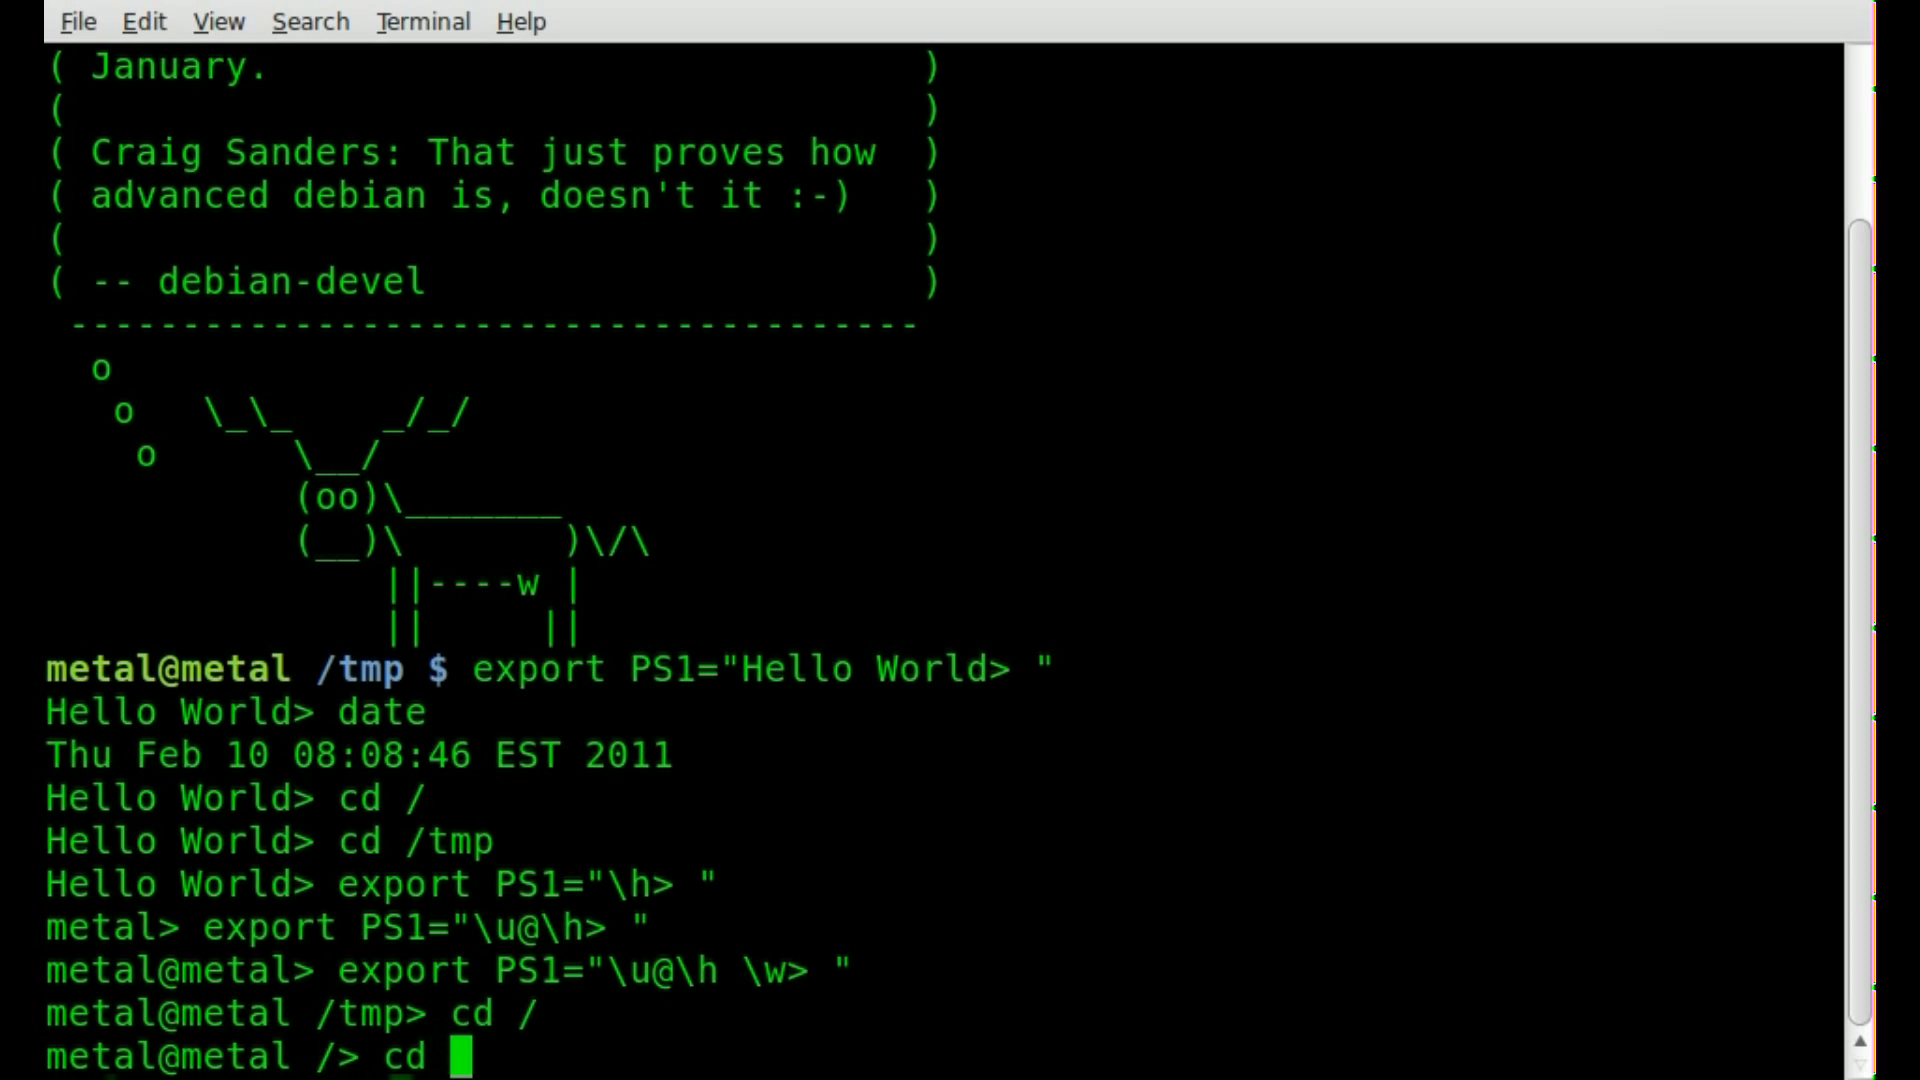 File Edit View Search Terminal Help
( January.                              )
(                                       )
( Craig Sanders: That just proves how   )
( advanced debian is, doesn't it :-)    )
(                                       )
( -- debian-devel                       )
 --------------------------------------
  o
   o   \_\_    _/_/
    o      \__/
           (oo)\_______
           (__)\       )\/\
               ||----w |
               ||     ||
metal@metal /tmp $ export PS1="Hello World> "
Hello World> date
Thu Feb 10 08:08:46 EST 2011
Hello World> cd /
Hello World> cd /tmp
Hello World> export PS1="\h> "
metal> export PS1="\u@\h> "
metal@metal> export PS1="\u@\h \w> "
metal@metal /tmp> cd /
metal@metal /> cd